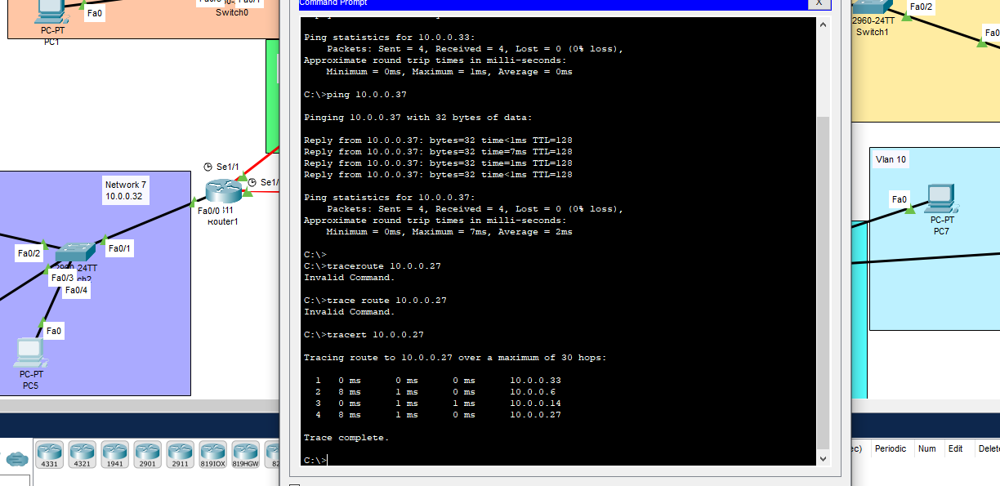 Fa0
Switch0
PC-PT
PC1
Command Prompt
X
Ping statistics for 10.0.0.33:
Packets: Sent = 4, Received = 4, Lost = 0 (0% loss),
Approximate round trip times in milli-seconds:
Minimum = 0ms, Maximum = 1ms, Average = 0ms
C:\>ping 10.0.0.37
Pinging 10.0.0.37 with 32 bytes of data:
Reply from 10.0.0.37: bytes=32 time<1ms TTL=128
Reply from 10.0.0.37: bytes=32 time=7ms TTL=128
Reply from 10.0.0.37: bytes=32 time<1ms TTL=128
Reply from 10.0.0.37: bytes=32 time<1ms TTL=128
Ping statistics for 10.0.0.37:
Packets: Sent = 4, Received = 4, Lost = 0 (0% loss),
Approximate round trip times in milli-seconds:
Minimum = 0ms, Maximum = 7ms, Average = 2ms
C:\>
C:\>traceroute 10.0.0.27
Invalid Command.
C:\>trace route 10.0.0.27
Invalid Command.
C:\>tracert 10.0.0.27
Tracing route to 10.0.0.27 over a maximum of 30 hops:
1 0 ms 0 ms 0 ms 10.0.0.33
2 8 ms 1 ms 0 ms 10.0.0.6
3 0 ms 1 ms 1 ms 10.0.0.14
4 8 ms 1 ms 0 ms 10.0.0.27
Trace complete.
C:\>
Fa0/2
2960-24TT
Switch1
Fa0
Se1/1
Se1/
Network 7
10.0.0.32
Fa0/0
Router1
Fa0/2
Fa0/1
Fa0/3
Fa0/4
Fa0
PC-PT
PC5
Vlan 10
Fa0
PC-PT
PC7
4331
4321
1941
2901
2911
819IOX
819HGW
Periodic
Num
Edit